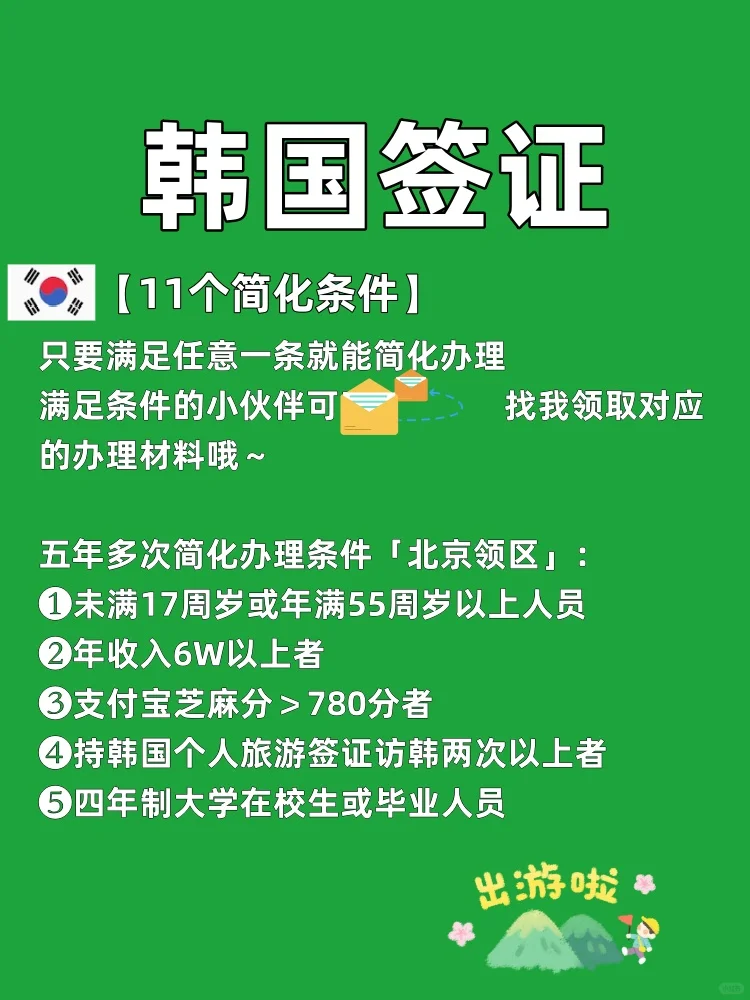 韩国签证
【11个简化条件】
只要满足任意一条就能简化办理
满足条件的小伙伴可 找我领取对应
的办理材料哦~
五年多次简化办理条件「北京领区」:
❶未满17周岁或年满55周岁以上人员
❷年收入6W以上者
❸支付宝芝麻分>780分者
❹持韩国个人旅游签证访韩两次以上者
❺四年制大学在校生或毕业人员
出游啦